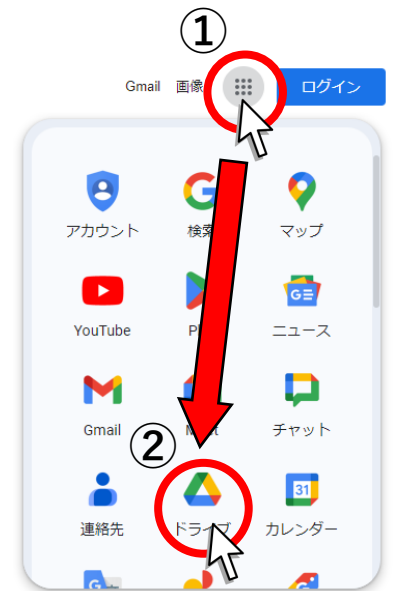 ①
Gmail 画像 ログイン
アカウント 検索 マップ
YouTube ニュース
Gmail チャット
②
連絡先 ドライブ カレンダー